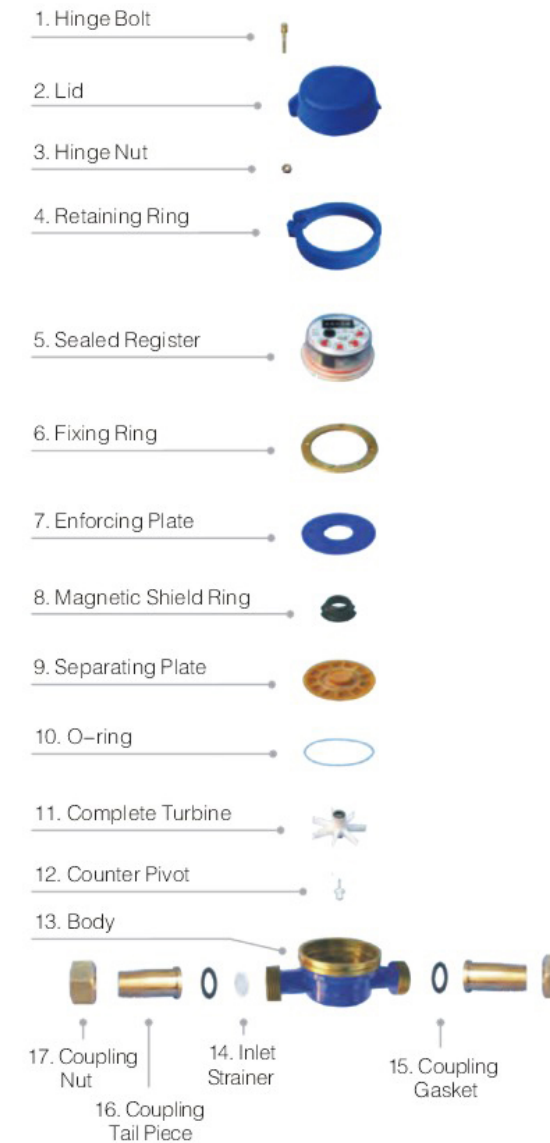 1. Hinge Bolt
2. Lid
3. Hinge Nut
4. Retaining Ring
5. Sealed Register
6. Fixing Ring
7. Enforcing Plate
8. Magnetic Shield Ring
9. Separating Plate
10. O–ring
11. Complete Turbine
12. Counter Pivot
13. Body
17. Coupling
Nut
16. Coupling
Tail Piece
14. Inlet
Strainer
15. Coupling
Gasket